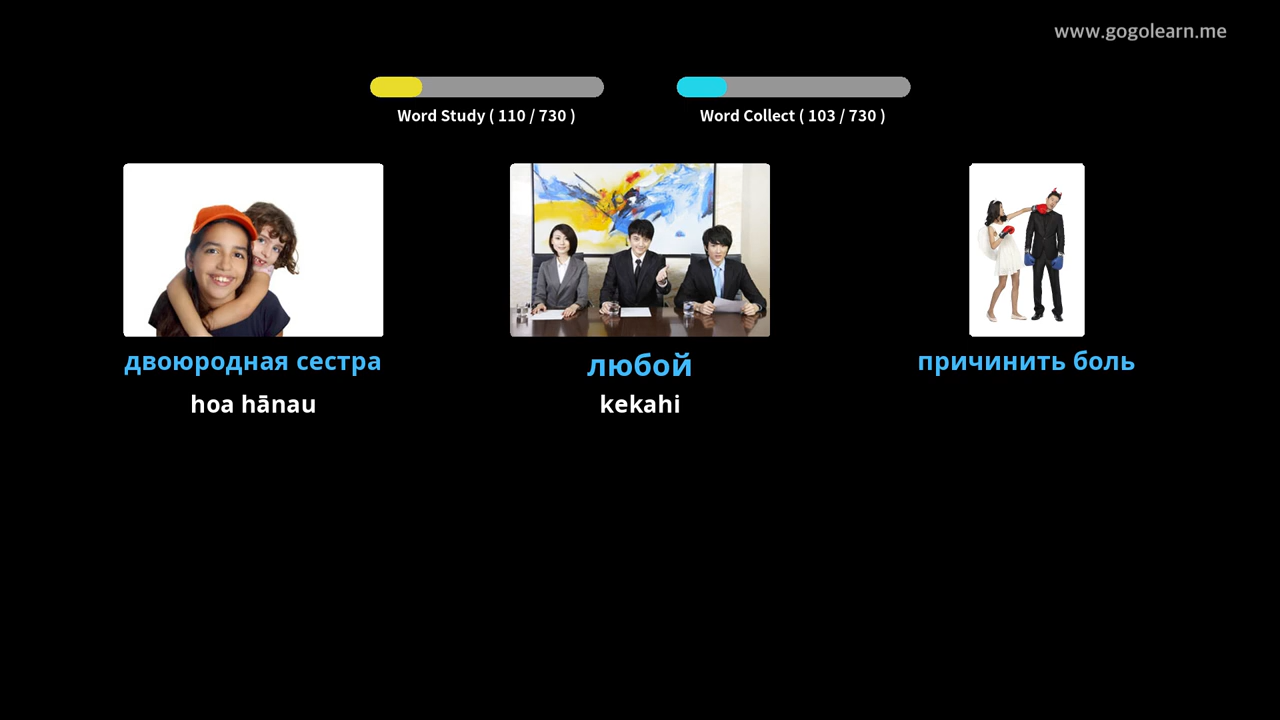 www.gogolearn.me
Word Study ( 110 / 730 )
Word Collect ( 103 / 730 )
двоюродная сестра
любой
причинить боль
hoa hānau
kekahi